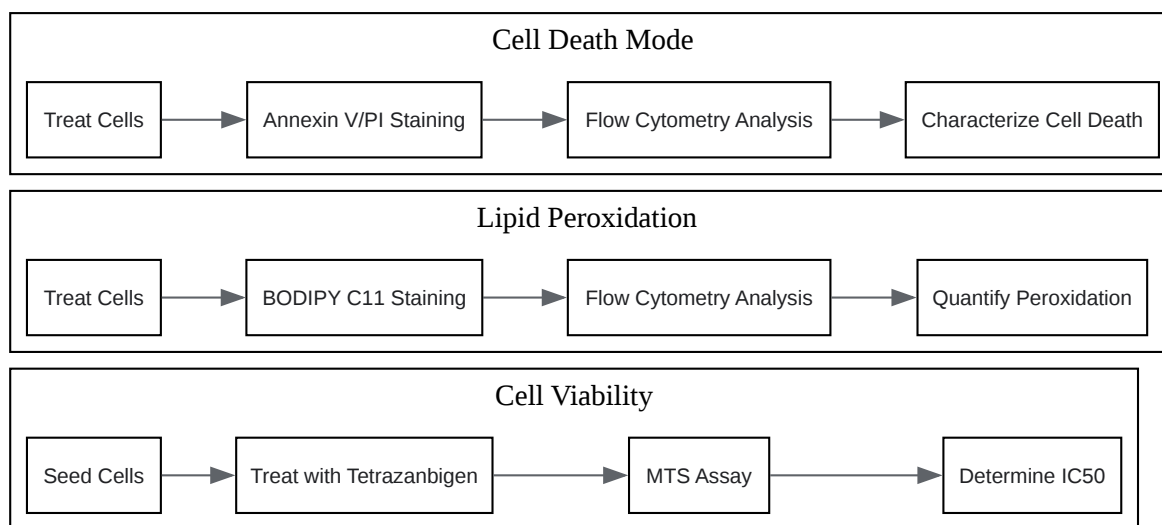 Cell Death Mode
Treat Cells
Annexin V/PI Staining
Flow Cytometry Analysis
Characterize Cell Death
Lipid Peroxidation
Treat Cells
BODIPY C11 Staining
Flow Cytometry Analysis
Quantify Peroxidation
Cell Viability
Seed Cells
Treat with Tetrazanbigen
MTS Assay
Determine IC50